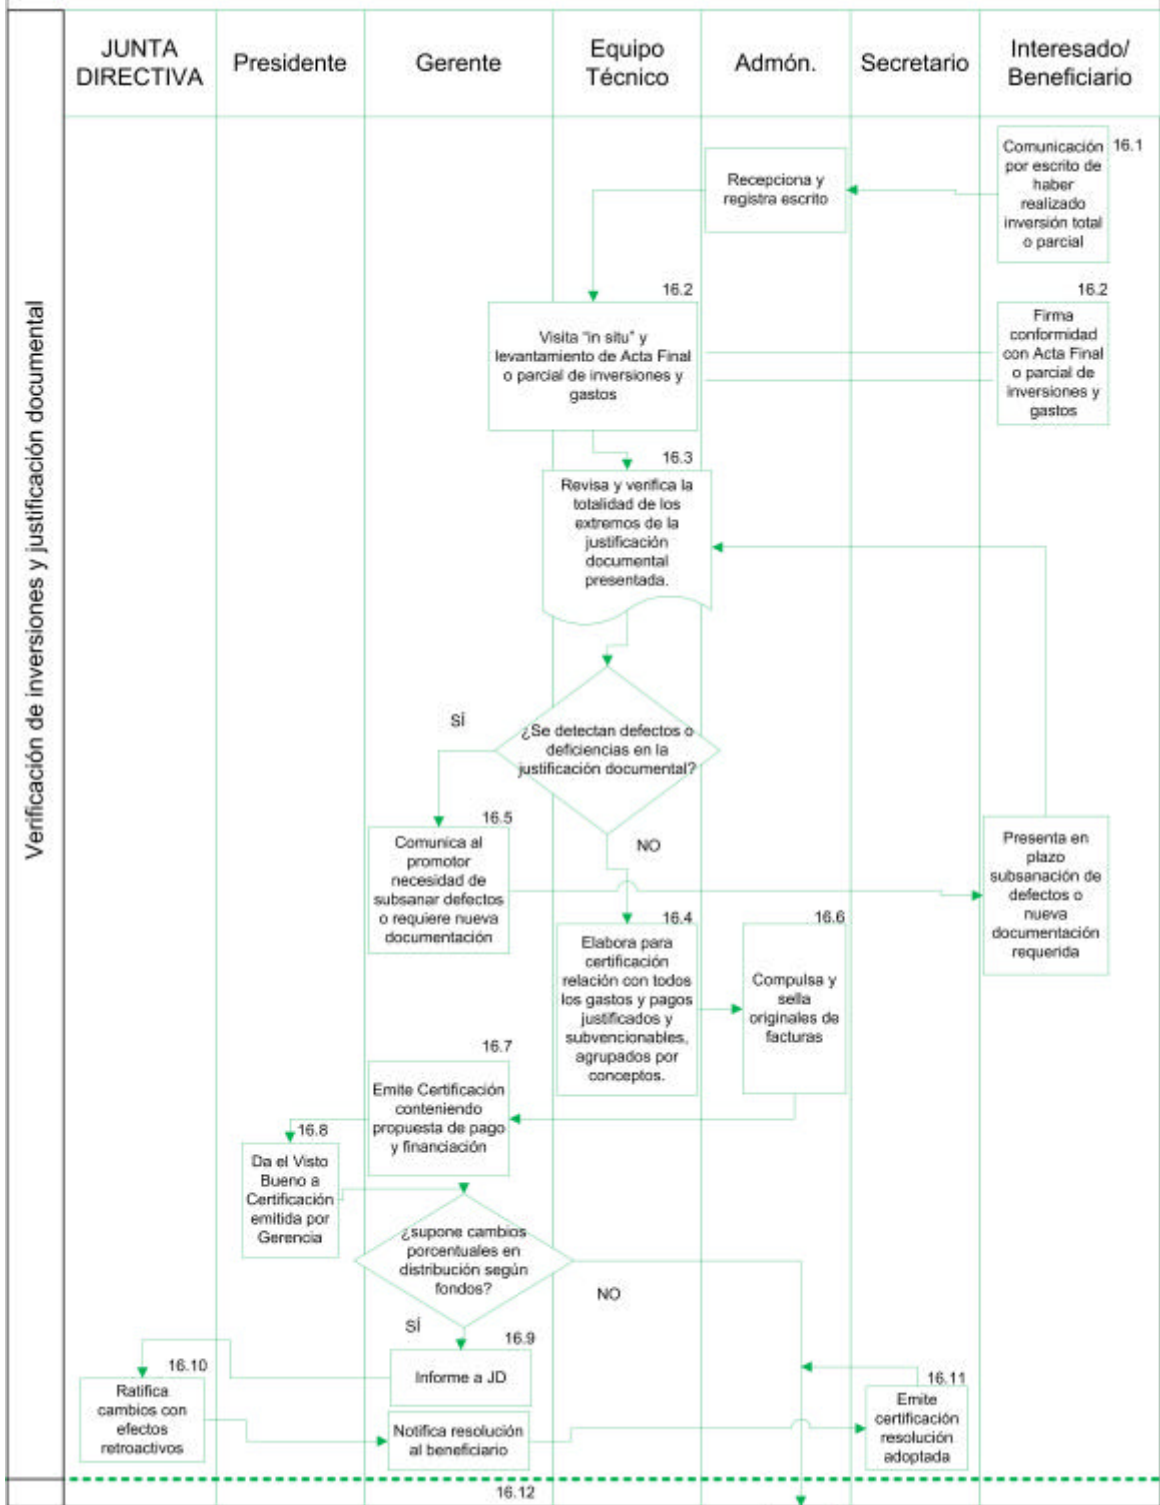 JUNTA
DIRECTIVA
Presidente
Gerente
Equipo
Técnico
Admón.
Secretario
Interesado/
Beneficiario
Verificación de inversiones y justificación documental
16.1
Comunicación
por escrito de
haber
realizado
inversión total
o parcial
Recepciona y
registra escrito
16.2
Visita "in situ" y
levantamiento de Acta Final
o parcial de inversiones y
gastos
16.2
Firma
conformidad
con Acta Final
o parcial de
inversiones y
gastos
16.3
Revisa y verifica la
totalidad de los
extremos de la
justificación
documental
presentada.
SÍ
¿Se detectan defectos o
deficiencias en la
justificación documental?
NO
16.5
Comunica al
promotor
necesidad de
subsanar defectos
o requiere nueva
documentación
Presenta en
plazo
subsanación de
defectos o
nueva
documentación
requerida
16.4
Elabora para
certificación
relación con todos
los gastos y pagos
justificados y
subvencionables,
agrupados por
conceptos.
16.6
Compulsa y
sella
originales de
facturas
16.7
Emite Certificación
conteniendo
propuesta de pago
y financiación
16.8
Da el Visto
Bueno a
Certificación
emitida por
Gerencia
¿supone cambios
porcentuales en
distribución según
fondos?
NO
SÍ
16.9
Informe a JD
16.10
Ratifica
cambios con
efectos
retroactivos
Notifica resolución
al beneficiario
16.11
Emite
certificación
resolución
adoptada
16.12